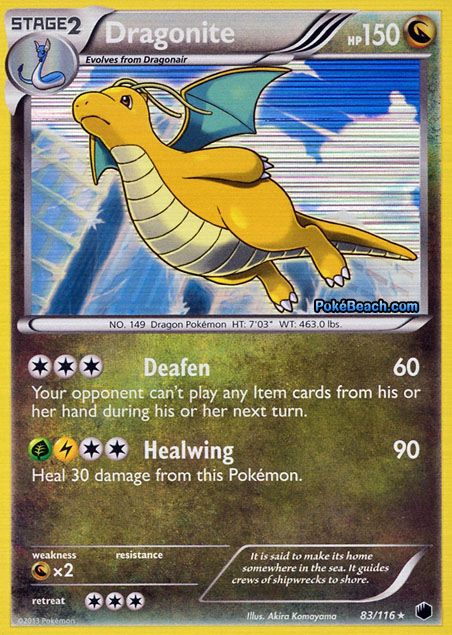 STAGE2
Dragonite
HP150
Evolves from Dragonair
PokéBeach.com
NO. 149 Dragon Pokémon HT: 7'03" WT: 463.0 lbs.
Deafen 60
Your opponent can't play any Item cards from his or
her hand during his or her next turn.
Healwing 90
Heal 30 damage from this Pokémon.
weakness resistance
×2
It is said to make its home
somewhere in the sea. It guides
crews of shipwrecks to shore.
retreat
©2013 Pokémon
Illus. Akira Komayama
83/116 ★